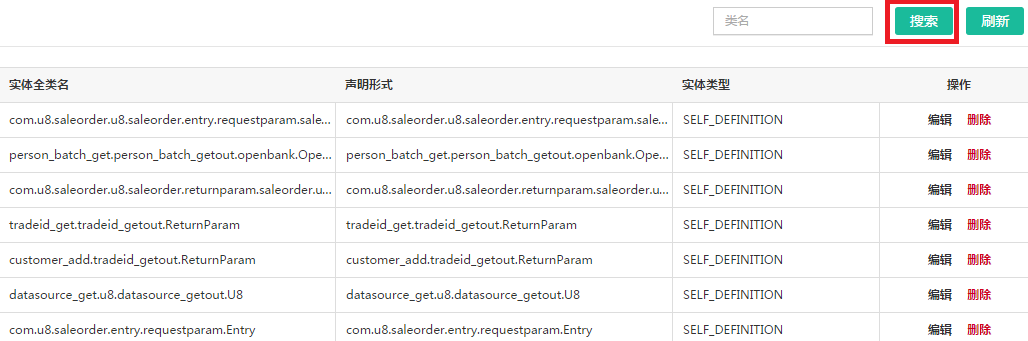 类名 搜索 刷新
实体全类名 声明形式 实体类型 操作
com.u8.saleorder.u8.saleorder.entry.requestparam.sale... com.u8.saleorder.u8.saleorder.entry.requestparam.sale... SELF_DEFINITION 编辑 删除
person_batch_get.person_batch_getout.openbank.Ope... person_batch_get.person_batch_getout.openbank.Ope... SELF_DEFINITION 编辑 删除
com.u8.saleorder.u8.saleorder.returnparam.saleorder.u... com.u8.saleorder.u8.saleorder.returnparam.saleorder.u... SELF_DEFINITION 编辑 删除
tradeid_get.tradeid_getout.ReturnParam tradeid_get.tradeid_getout.ReturnParam SELF_DEFINITION 编辑 删除
customer_add.tradeid_getout.ReturnParam customer_add.tradeid_getout.ReturnParam SELF_DEFINITION 编辑 删除
datasource_get.u8.datasource_getout.U8 datasource_get.u8.datasource_getout.U8 SELF_DEFINITION 编辑 删除
com.u8.saleorder.entry.requestparam.Entry com.u8.saleorder.entry.requestparam.Entry SELF_DEFINITION 编辑 删除